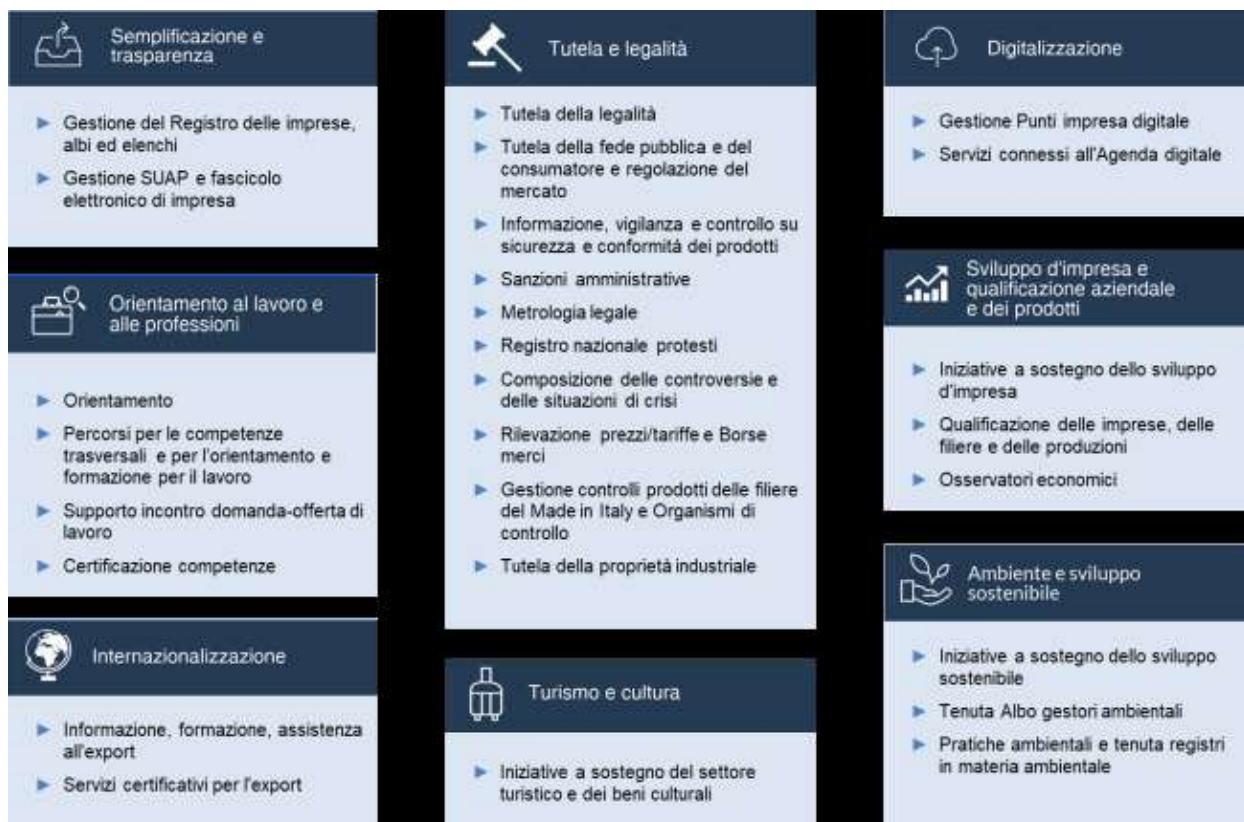 Semplificazione e
trasparenza
Gestione del Registro delle imprese,
albi ed elenchi
Gestione SUAP e fascicolo
elettronico di impresa
Orientamento al lavoro e
alle professioni
Orientamento
Percorsi per le competenze
trasversali e per l'orientamento e
formazione per il lavoro
Supporto incontro domanda-offerta di
lavoro
Certificazione competenze
Internazionalizzazione
Informazione, formazione, assistenza
all'export
Servizi certificativi per l'export
Tutela e legalità
Tutela della legalità
Tutela della fede pubblica e del
consumatore e regolazione del
mercato
Informazione, vigilanza e controllo su
sicurezza e conformità dei prodotti
Sanzioni amministrative
Metrologia legale
Registro nazionale protesti
Composizione delle controversie e
delle situazioni di crisi
Rilevazione prezzi/tariffe e Borse
merci
Gestione controlli prodotti delle filiere
del Made in Italy e Organismi di
controllo
Tutela della proprietà industriale
Turismo e cultura
Iniziative a sostegno del settore
turistico e dei beni culturali
Digitalizzazione
Gestione Punti impresa digitale
Servizi connessi all'Agenda digitale
Sviluppo d'impresa e
qualificazione aziendale
e dei prodotti
Iniziative a sostegno dello sviluppo
d'impresa
Qualificazione delle imprese, delle
filiere e delle produzioni
Osservatori economici
Ambiente e sviluppo
sostenibile
Iniziative a sostegno dello sviluppo
sostenibile
Tenuta Albo gestori ambientali
Pratiche ambientali e tenuta registri
in materia ambientale